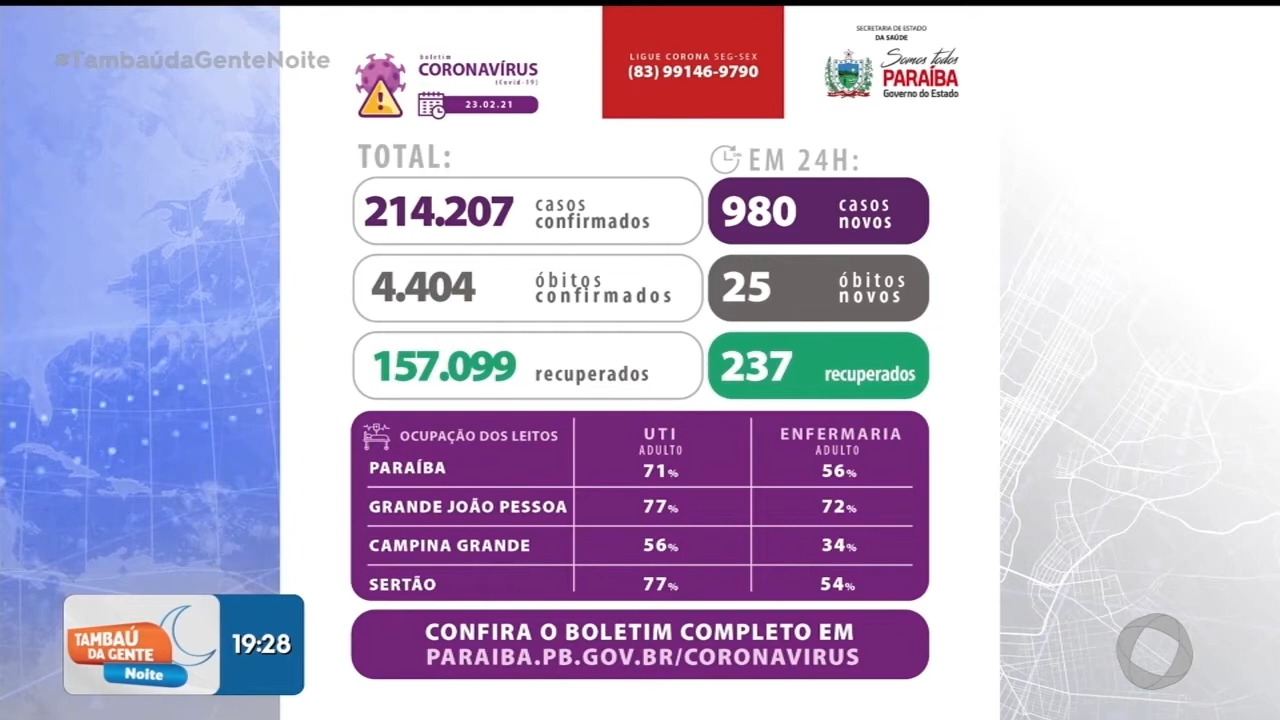 #TambaúdaGenteNoite
boletim
CORONAVÍRUS
(Covid-19)
23.02.21
LIGUE CORONA SEG-SEX
(83) 99146-9790
SECRETARIA DE ESTADO
DA SAÚDE
Somos todos
PARAÍBA
Governo do Estado
TOTAL:
EM 24H:
214.207 casos confirmados
980 casos novos
4.404 óbitos confirmados
25 óbitos novos
157.099 recuperados
237 recuperados
OCUPAÇÃO DOS LEITOS UTI ADULTO ENFERMARIA ADULTO
PARAÍBA 71% 56%
GRANDE JOÃO PESSOA 77% 72%
CAMPINA GRANDE 56% 34%
SERTÃO 77% 54%
CONFIRA O BOLETIM COMPLETO EM
PARAIBA.PB.GOV.BR/CORONAVIRUS
TAMBAÚ
DA GENTE
Noite
19:28